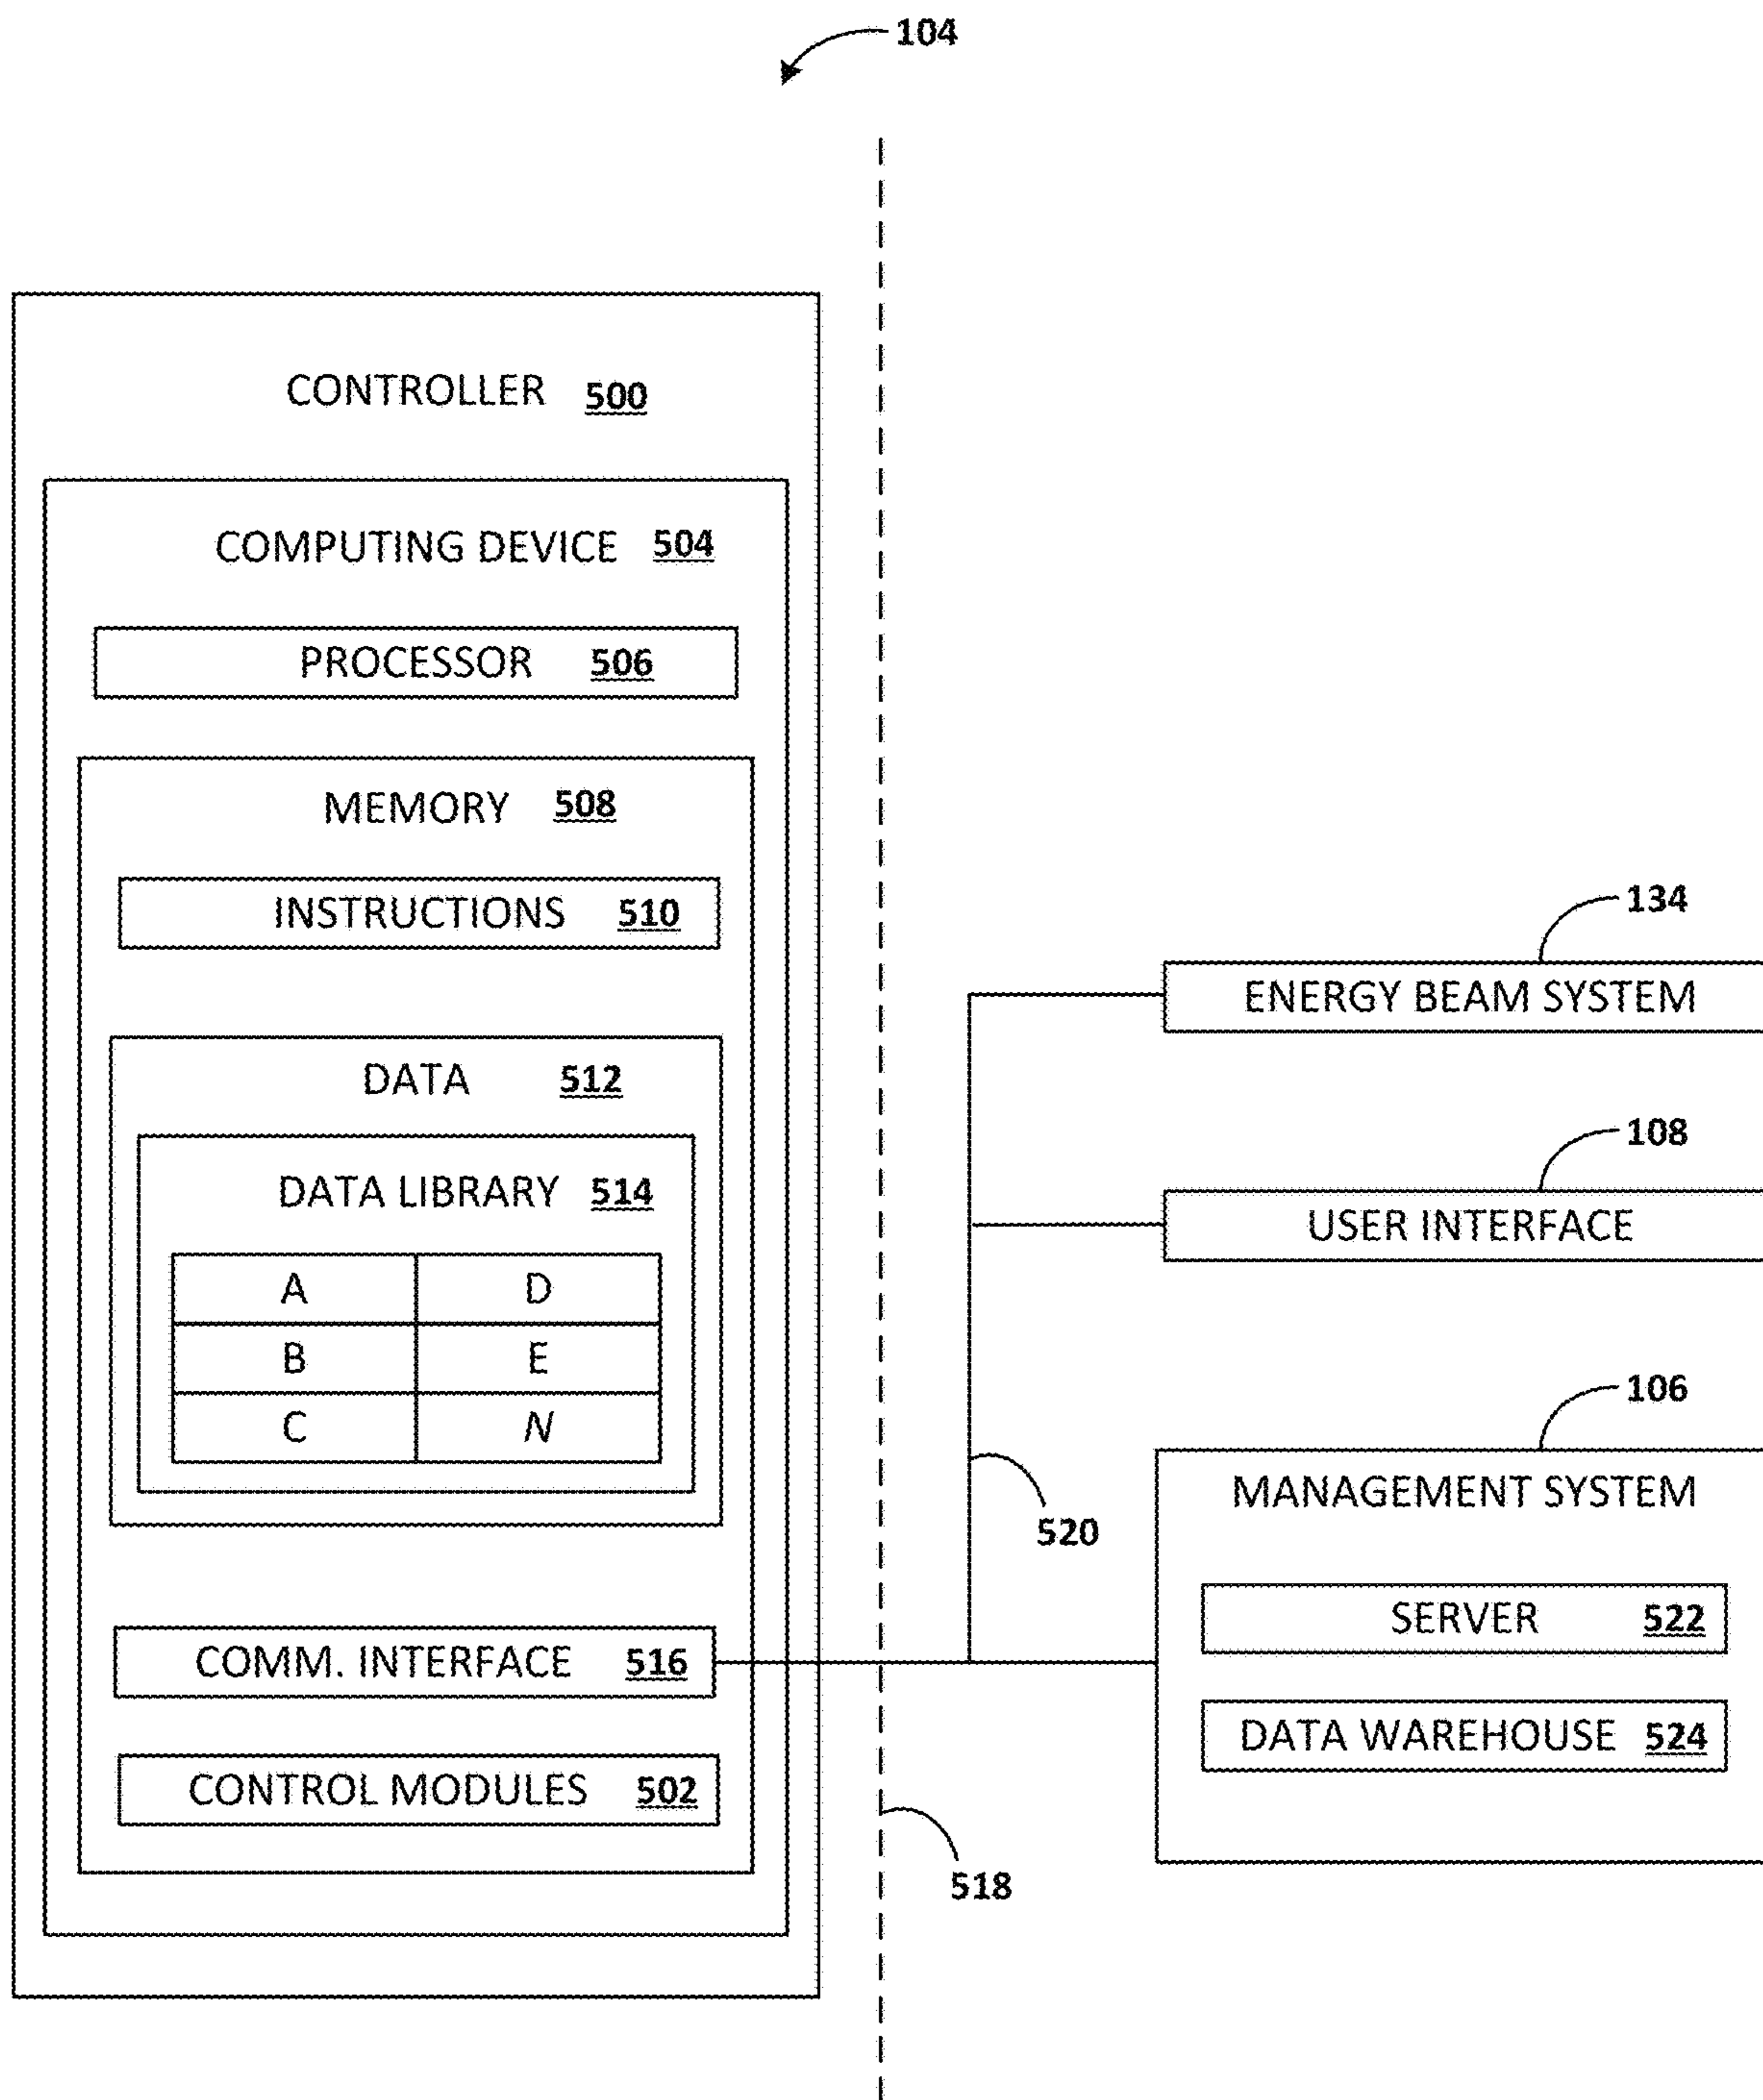 104
CONTROLLER 500
COMPUTING DEVICE 504
PROCESSOR 506
MEMORY 508
INSTRUCTIONS 510
DATA 512
DATA LIBRARY 514
A D
B E
C N
COMM. INTERFACE 516
CONTROL MODULES 502
518
520
134
ENERGY BEAM SYSTEM
108
USER INTERFACE
106
MANAGEMENT SYSTEM
SERVER 522
DATA WAREHOUSE 524